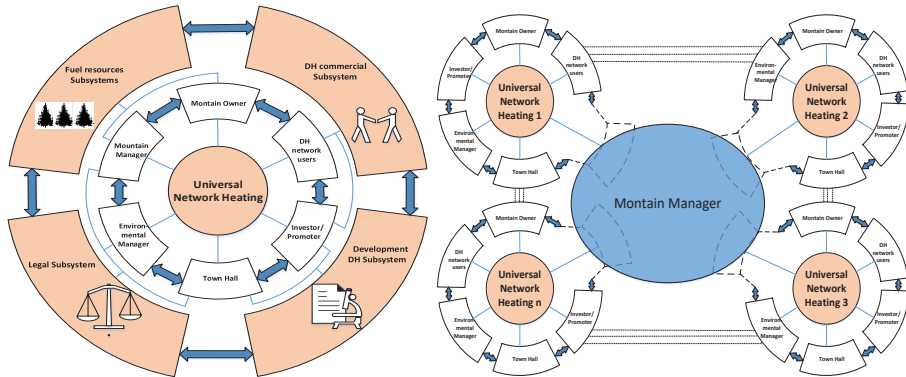 Fuel resources
Subsystems
DH commercial
Subsystem
Montain Owner
Mountain
Manager
DH network
users
Universal
Network Heating
Environ-
mental
Manager
Investor/
Promoter
Town Hall
Legal Subsystem
Development
DH Subsystem
Montain Owner
Investor/
Promoter
DH
network
users
Universal
Network
Heating 1
Environ-
mental
Manager
Town Hall
Montain Owner
Environ-
mental
Manager
DH
network
users
Universal
Network
Heating 2
Investor/
Promoter
Town Hall
Montain Manager
Montain Owner
DH
network
users
Universal
Network
Heating n
Environ-
mental
Manager
Investor/
Promoter
Town Hall
Montain Owner
DH
network
users
Universal
Network
Heating 3
Environ-
mental
Manager
Investor/
Promoter
Town Hall